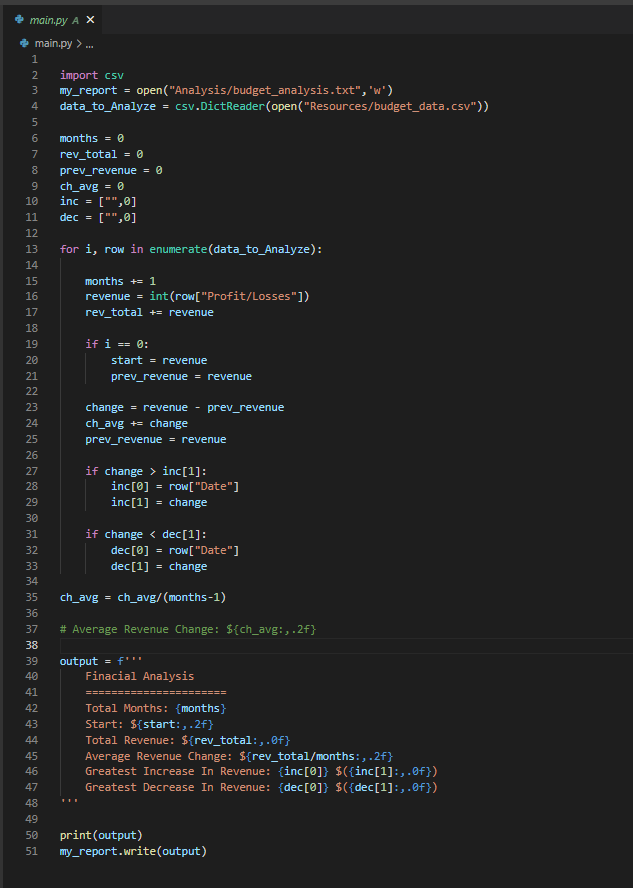 main.py A ×
main.py > ...
1
2 import csv
3 my_report = open("Analysis/budget_analysis.txt",'w')
4 data_to_Analyze = csv.DictReader(open("Resources/budget_data.csv"))
5
6 months = 0
7 rev_total = 0
8 prev_revenue = 0
9 ch_avg = 0
10 inc = ["",0]
11 dec = ["",0]
12
13 for i, row in enumerate(data_to_Analyze):
14
15     months += 1
16     revenue = int(row["Profit/Losses"])
17     rev_total += revenue
18
19     if i == 0:
20         start = revenue
21         prev_revenue = revenue
22
23     change = revenue - prev_revenue
24     ch_avg += change
25     prev_revenue = revenue
26
27     if change > inc[1]:
28         inc[0] = row["Date"]
29         inc[1] = change
30
31     if change < dec[1]:
32         dec[0] = row["Date"]
33         dec[1] = change
34
35 ch_avg = ch_avg/(months-1)
36
37 # Average Revenue Change: ${ch_avg:,.2f}
38
39 output = f'''
40     Finacial Analysis
41     ======================
42     Total Months: {months}
43     Start: ${start:,.2f}
44     Total Revenue: ${rev_total:,.0f}
45     Average Revenue Change: ${rev_total/months:,.2f}
46     Greatest Increase In Revenue: {inc[0]} $({inc[1]:,.0f})
47     Greatest Decrease In Revenue: {dec[0]} $({dec[1]:,.0f})
48 '''
49
50 print(output)
51 my_report.write(output)